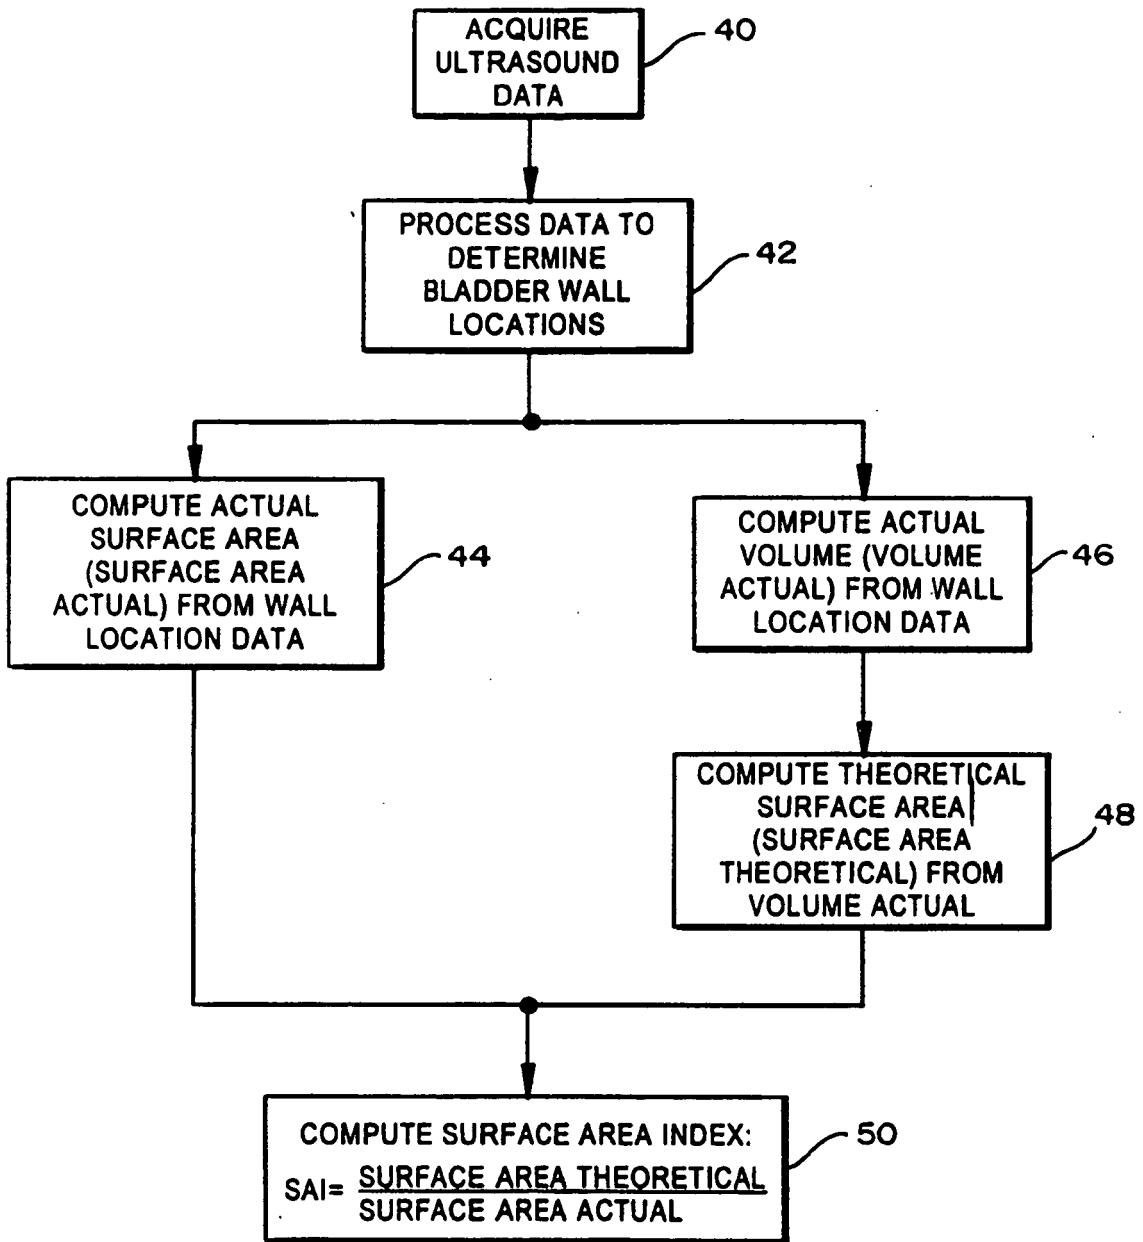 ACQUIRE
ULTRASOUND
DATA
40
PROCESS DATA TO
DETERMINE
BLADDER WALL
LOCATIONS
42
COMPUTE ACTUAL
SURFACE AREA
(SURFACE AREA
ACTUAL) FROM WALL
LOCATION DATA
44
COMPUTE ACTUAL
VOLUME (VOLUME
ACTUAL) FROM WALL
LOCATION DATA
46
COMPUTE THEORETICAL
SURFACE AREA
(SURFACE AREA
THEORETICAL) FROM
VOLUME ACTUAL
48
COMPUTE SURFACE AREA INDEX:
SAI= SURFACE AREA THEORETICAL
SURFACE AREA ACTUAL
50